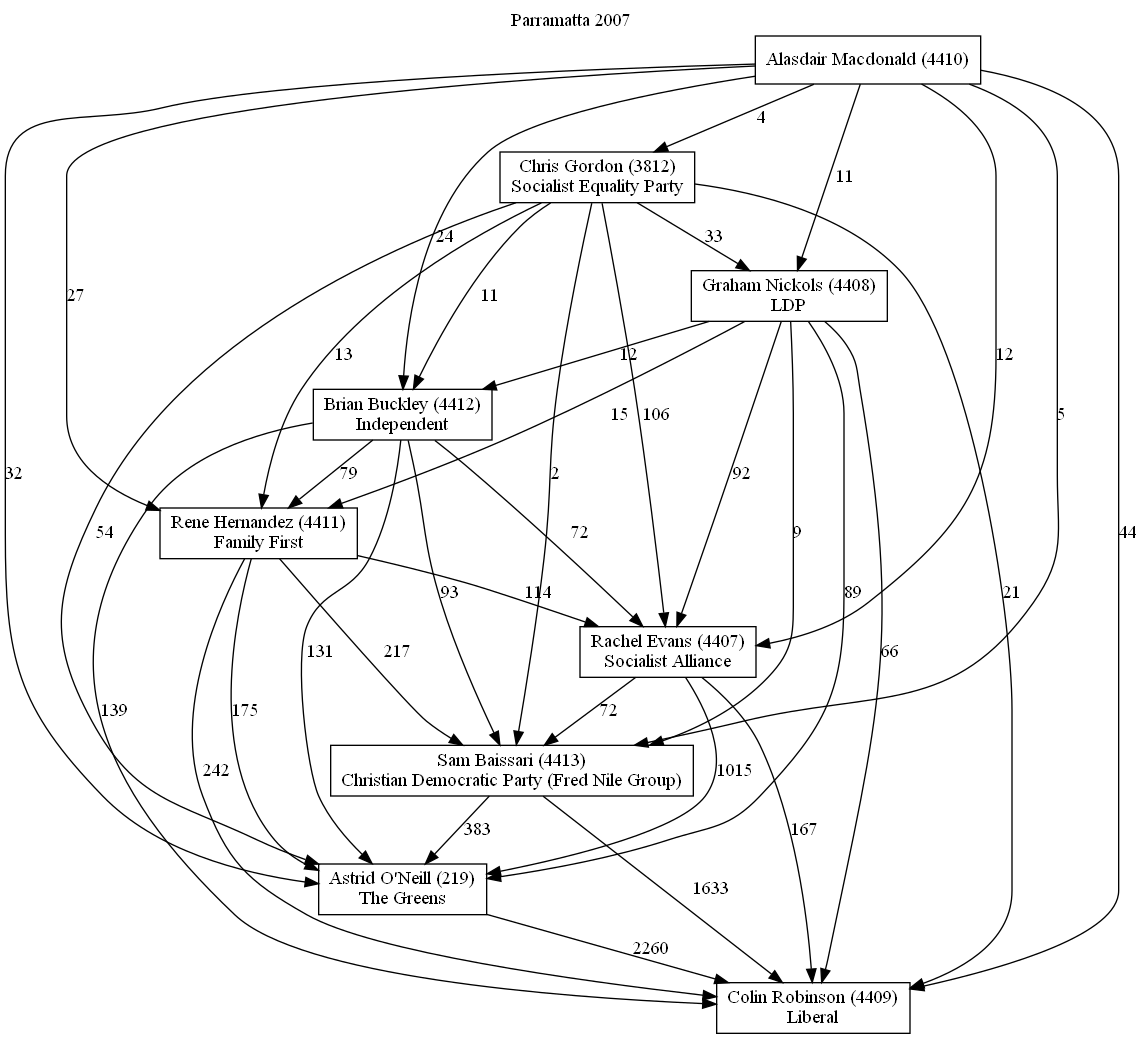 Parramatta 2007
Alasdair Macdonald (4410)
4
Chris Gordon (3812)
Socialist Equality Party
11
24
33
Graham Nickols (4408)
LDP
27
11
13
12
12
Brian Buckley (4412)
Independent
15
106
5
32
79
2
92
Rene Hernandez (4411)
Family First
54
72
9
44
93
114
89
21
Rachel Evans (4407)
Socialist Alliance
131
217
66
139
175
72
Sam Baissari (4413)
Christian Democratic Party (Fred Nile Group)
242
1015
383
167
Astrid O'Neill (219)
The Greens
1633
2260
Colin Robinson (4409)
Liberal